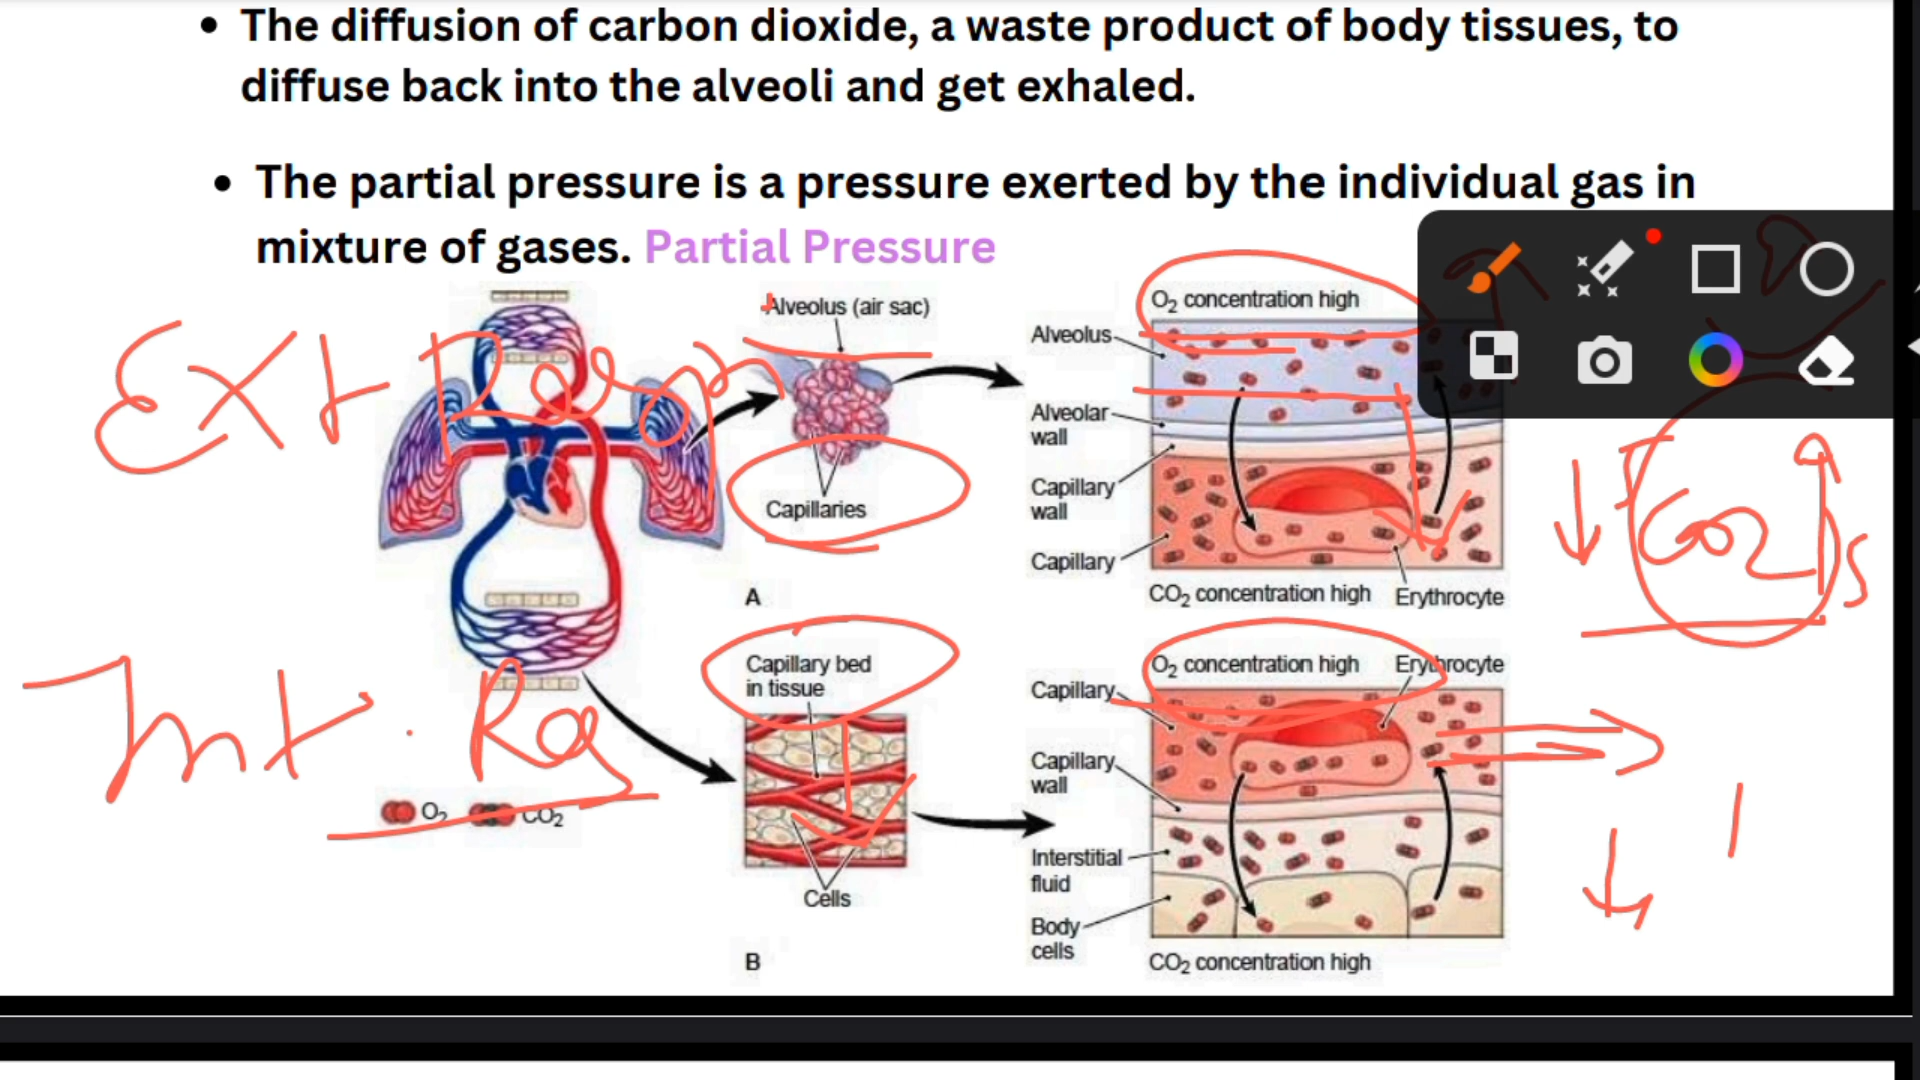 The diffusion of carbon dioxide, a waste product of body tissues, to
diffuse back into the alveoli and get exhaled.
The partial pressure is a pressure exerted by the individual gas in
mixture of gases. Partial Pressure
Alveolus (air sac)
Capillaries
A
O2 concentration high
Alveolus
Alveolar
wall
Capillary
wall
Capillary
CO2 concentration high
Erythrocyte
Ext
CO2
Int.
O2
CO2
Capillary bed
in tissue
Cells
B
O2 concentration high
Erythrocyte
Capillary
Capillary
wall
Interstitial
fluid
Body
cells
CO2 concentration high